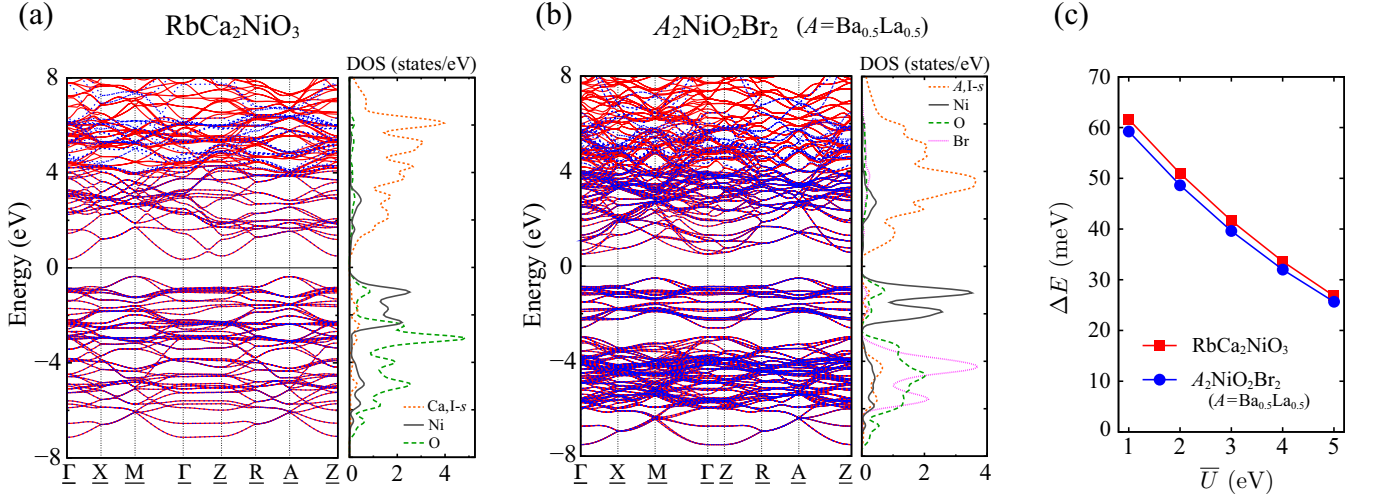 (a)
RbCa₂NiO₃
DOS (states/eV)
Energy (eV)
8
4
0
−4
−8
Γ X M Γ Z R A Z
0 2 4
Ca,I-s
Ni
O
(b)
A₂NiO₂Br₂ (A=Ba₀.₅La₀.₅)
DOS (states/eV)
Energy (eV)
8
4
0
−4
−8
Γ X M Γ Z R A Z
0 2 4
A,I-s
Ni
O
Br
(c)
ΔE (meV)
70
60
50
40
30
20
10
0
RbCa₂NiO₃
A₂NiO₂Br₂
(A=Ba₀.₅La₀.₅)
1 2 3 4 5
U̅ (eV)